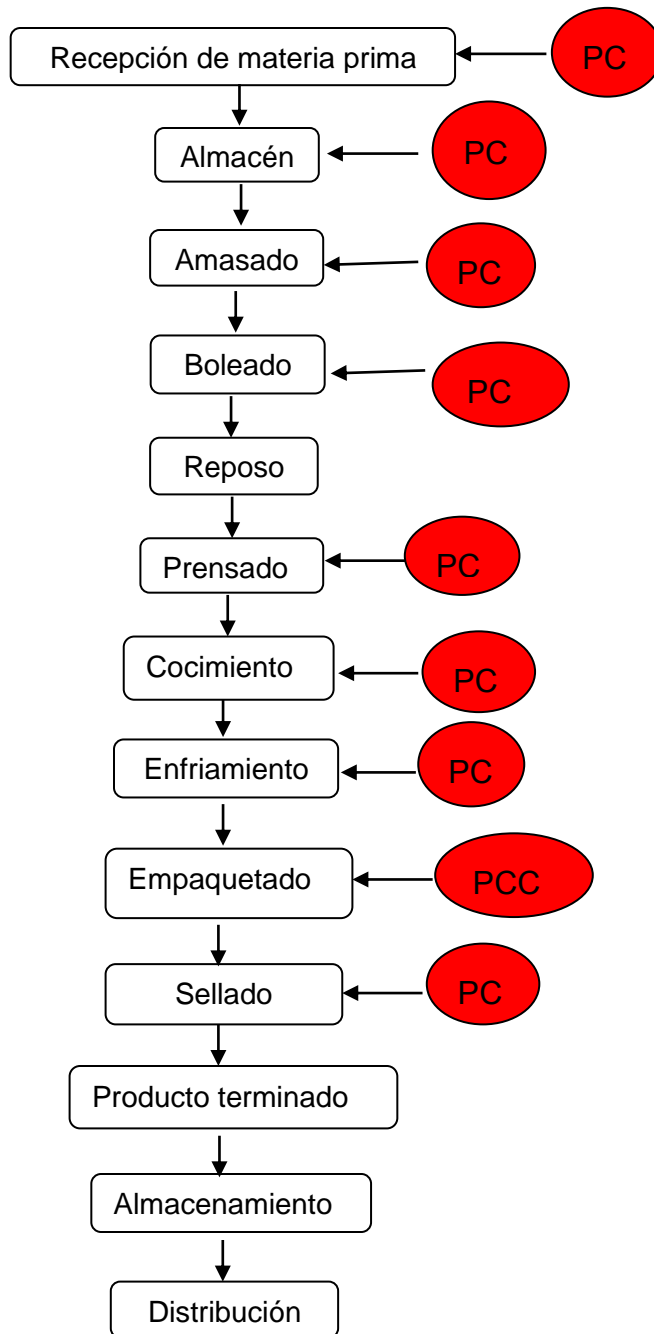 Recepción de materia prima
PC
Almacén
PC
Amasado
PC
Boleado
PC
Reposo
Prensado
PC
Cocimiento
PC
Enfriamiento
PC
Empaquetado
PCC
Sellado
PC
Producto terminado
Almacenamiento
Distribución